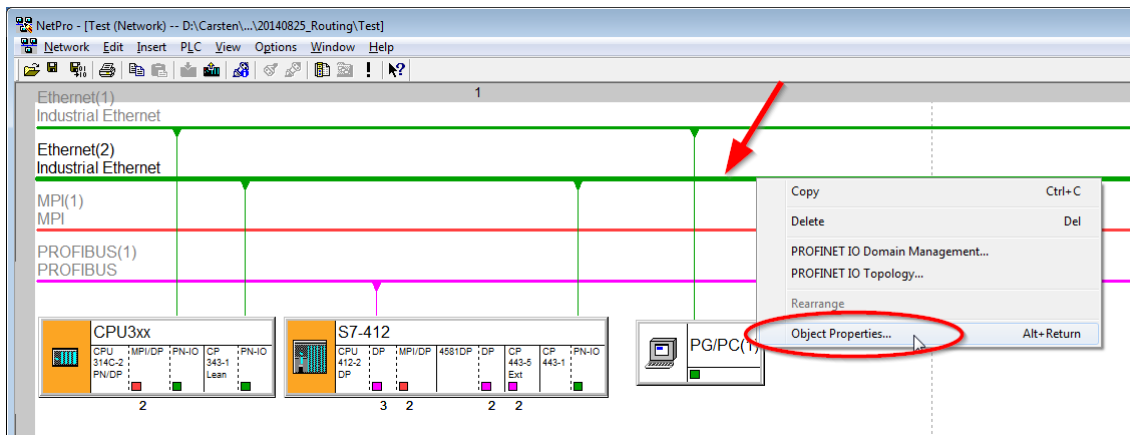 NetPro - [Test (Network) -- D:\Carsten\...\20140825_Routing\Test]
Network Edit Insert PLC View Options Window Help
1
Ethernet(1)
Industrial Ethernet
Ethernet(2)
Industrial Ethernet
MPI(1)
MPI
PROFIBUS(1)
PROFIBUS
Copy Ctrl+C
Delete Del
PROFINET IO Domain Management...
PROFINET IO Topology...
Rearrange
Object Properties... Alt+Return
CPU3xx
CPU 314C-2 PN/DP MPI/DP PN-IO CP 343-1 Lean PN-IO
2
S7-412
CPU 412-2 DP DP MPI/DP 4581DP DP CP 443-5 Ext CP 443-1 PN-IO
3 2 2 2
PG/PC(1)